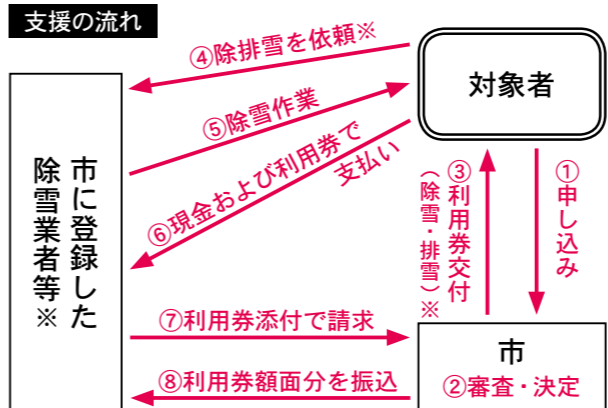 支援の流れ
④除排雪を依頼※
対象者
⑤除雪作業
市に登録した
除雪業者等※
⑥現金および利用券で
支払い
①申し込み
③利用券交付
（除雪・排雪）※
⑦利用券添付で請求
市
②審査・決定
⑧利用券額面分を振込